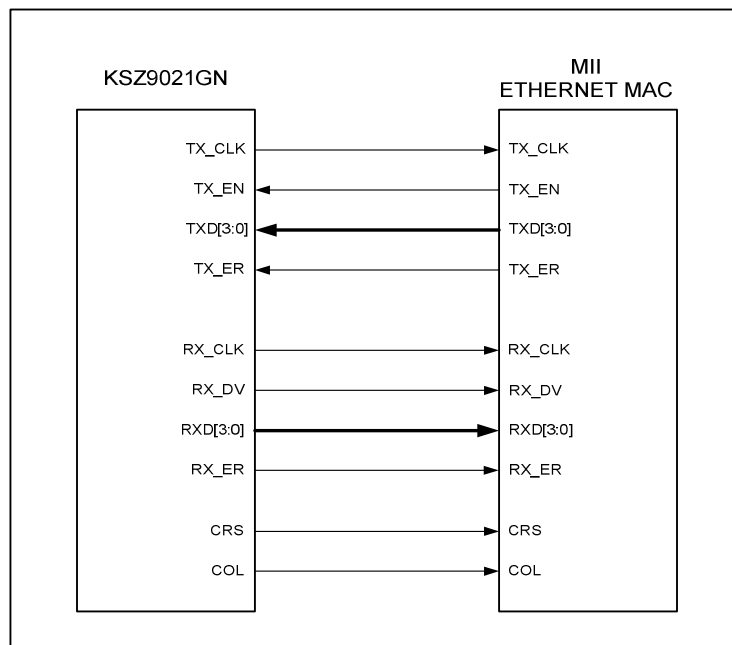 KSZ9021GN
MII
ETHERNET MAC
TX_CLK
TX_CLK
TX_EN
TX_EN
TXD[3:0]
TXD[3:0]
TX_ER
TX_ER
RX_CLK
RX_CLK
RX_DV
RX_DV
RXD[3:0]
RXD[3:0]
RX_ER
RX_ER
CRS
CRS
COL
COL